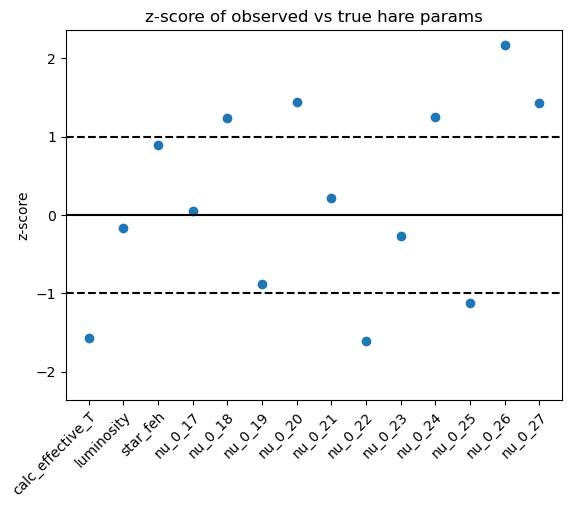 z-score of observed vs true hare params
z-score
2
1
0
−1
−2
calc_effective_T
luminosity
star_feh
nu_0_17
nu_0_18
nu_0_19
nu_0_20
nu_0_21
nu_0_22
nu_0_23
nu_0_24
nu_0_25
nu_0_26
nu_0_27